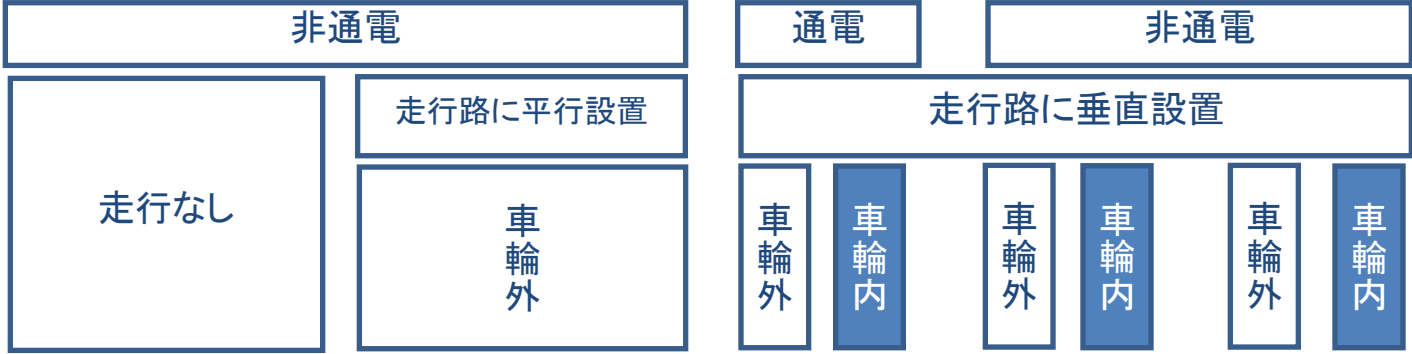 非通電
通電
非通電
走行なし
走行路に平行設置
走行路に垂直設置
車輪外
車輪外
車輪内
車輪外
車輪内
車輪外
車輪内